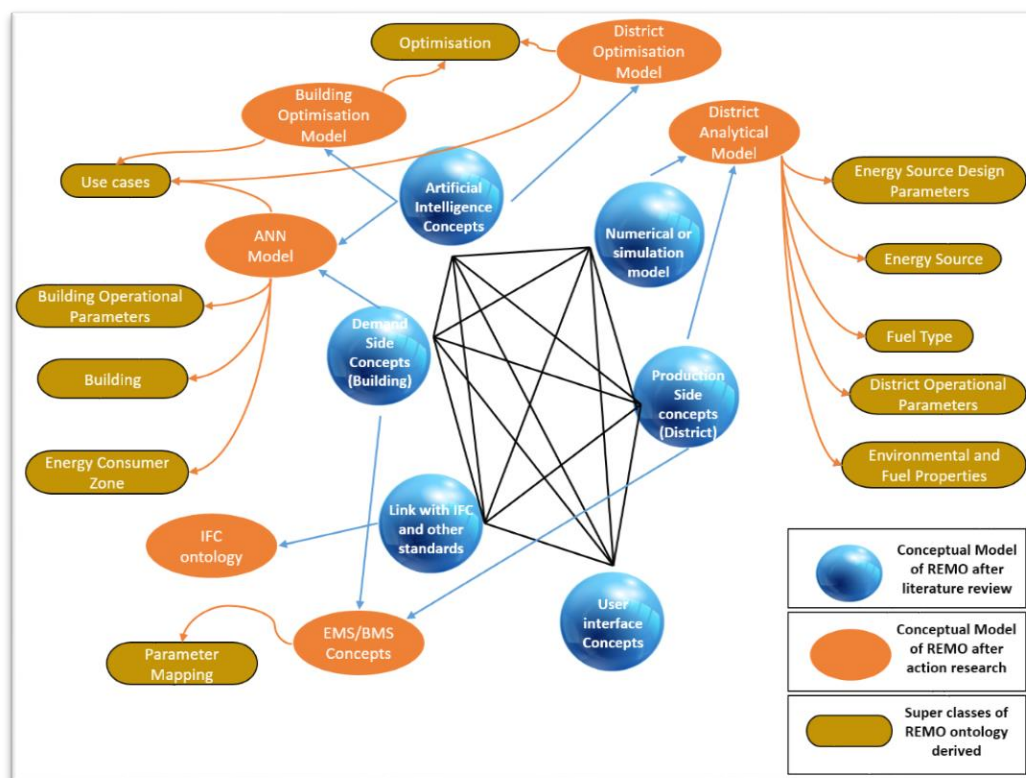 Optimisation
District
Optimisation
Model
Building
Optimisation
Model
District
Analytical
Model
Use cases
Artificial
Intelligence
Concepts
Energy Source Design
Parameters
ANN
Model
Numerical or
simulation
model
Energy Source
Building Operational
Parameters
Demand
Side
Concepts
(Building)
Fuel Type
Building
Production
Side
concepts
(District)
District Operational
Parameters
Energy Consumer
Zone
Environmental and
Fuel Properties
Link with IFC
and other
standards
IFC
ontology
User
interface
Concepts
EMS/BMS
Concepts
Parameter
Mapping
Conceptual Model
of REMO after
literature review
Conceptual Model
of REMO after
action research
Super classes of
REMO ontology
derived